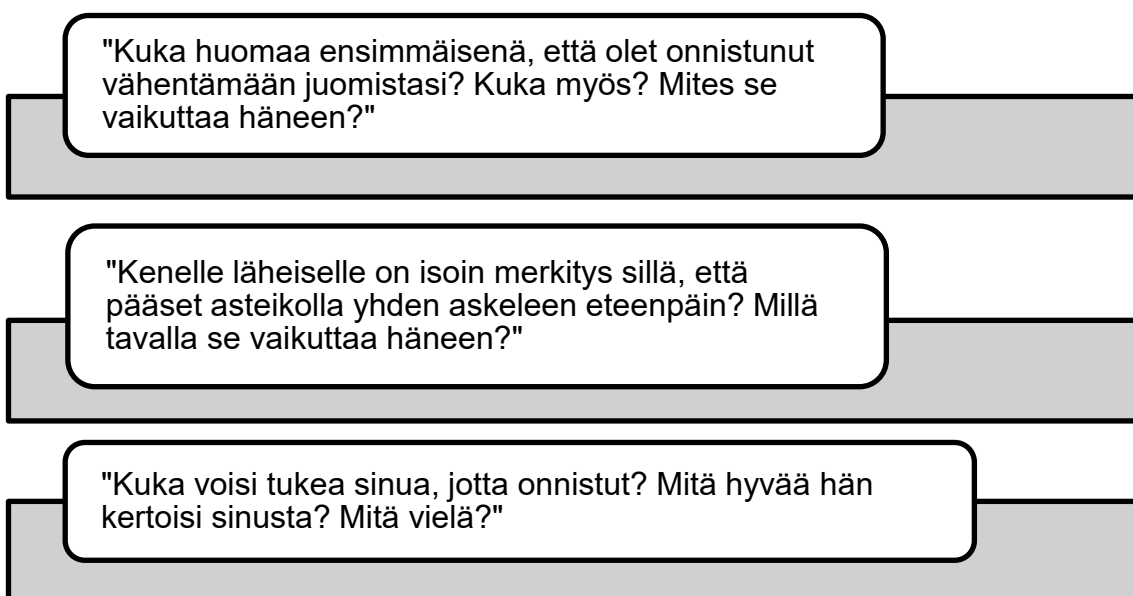 "Kuka huomaa ensimmäisenä, että olet onnistunut
vähentämään juomistasi? Kuka myös? Mites se
vaikuttaa häneen?"
"Kenelle läheiselle on isoin merkitys sillä, että
pääset asteikolla yhden askeleen eteenpäin? Millä
tavalla se vaikuttaa häneen?"
"Kuka voisi tukea sinua, jotta onnistut? Mitä hyvää hän
kertoisi sinusta? Mitä vielä?"